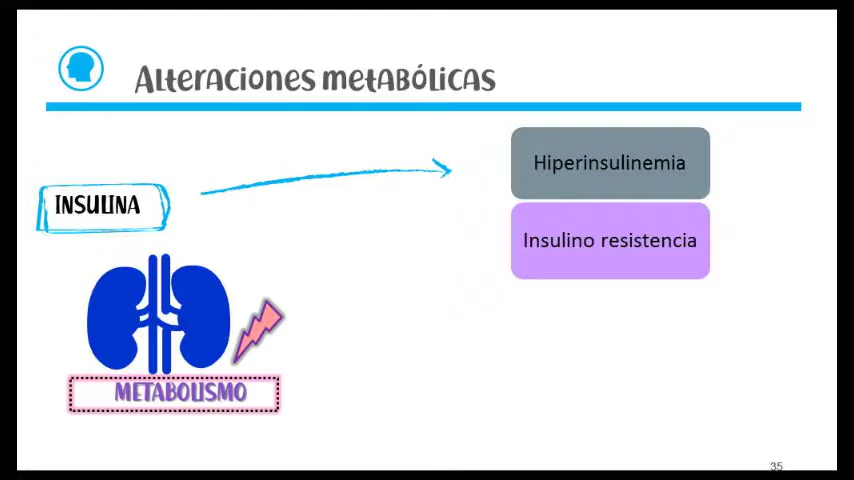 Alteraciones metabólicas
Hiperinsulinemia
INSULINA
Insulino resistencia
METABOLISMO
35